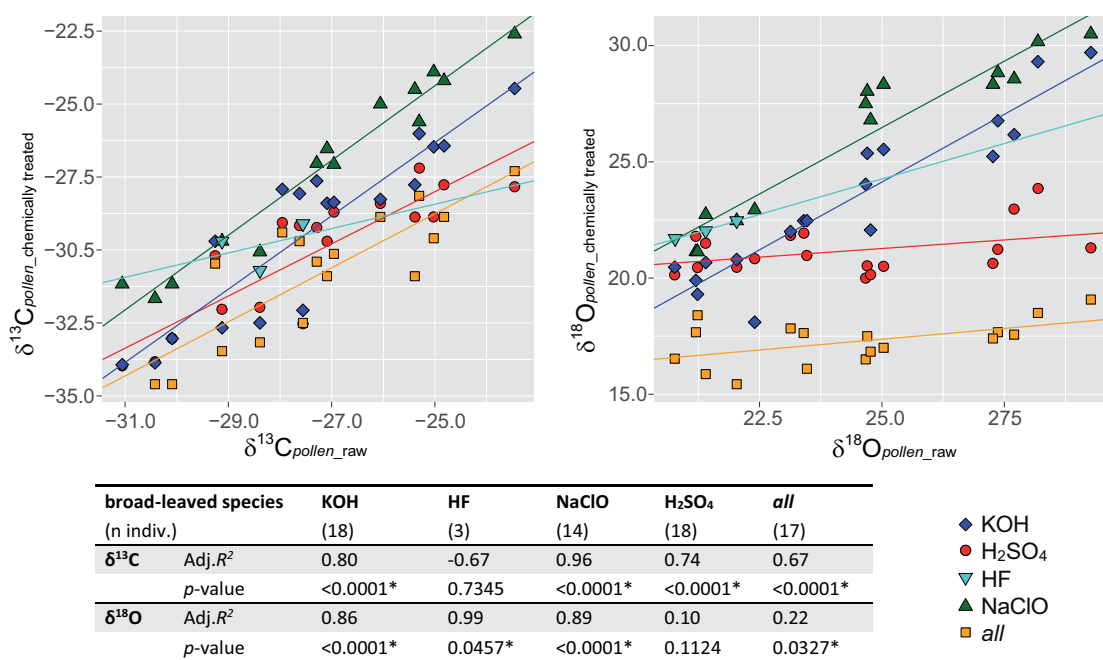 −22.5
−25.0
−27.5
−30.5
−32.5
−35.0
δ¹³Cpollen_chemically treated
−31.0 −29.0 −27.0 −25.0
δ¹³Cpollen_raw
30.0
25.0
20.0
15.0
δ¹⁸Opollen_chemically treated
22.5 25.0 275
δ¹⁸Opollen_raw
broad-leaved species KOH HF NaClO H₂SO₄ all
(n indiv.) (18) (3) (14) (18) (17)
δ¹³C Adj.R² 0.80 -0.67 0.96 0.74 0.67
p-value <0.0001* 0.7345 <0.0001* <0.0001* <0.0001*
δ¹⁸O Adj.R² 0.86 0.99 0.89 0.10 0.22
p-value <0.0001* 0.0457* <0.0001* 0.1124 0.0327*
KOH
H₂SO₄
HF
NaClO
all